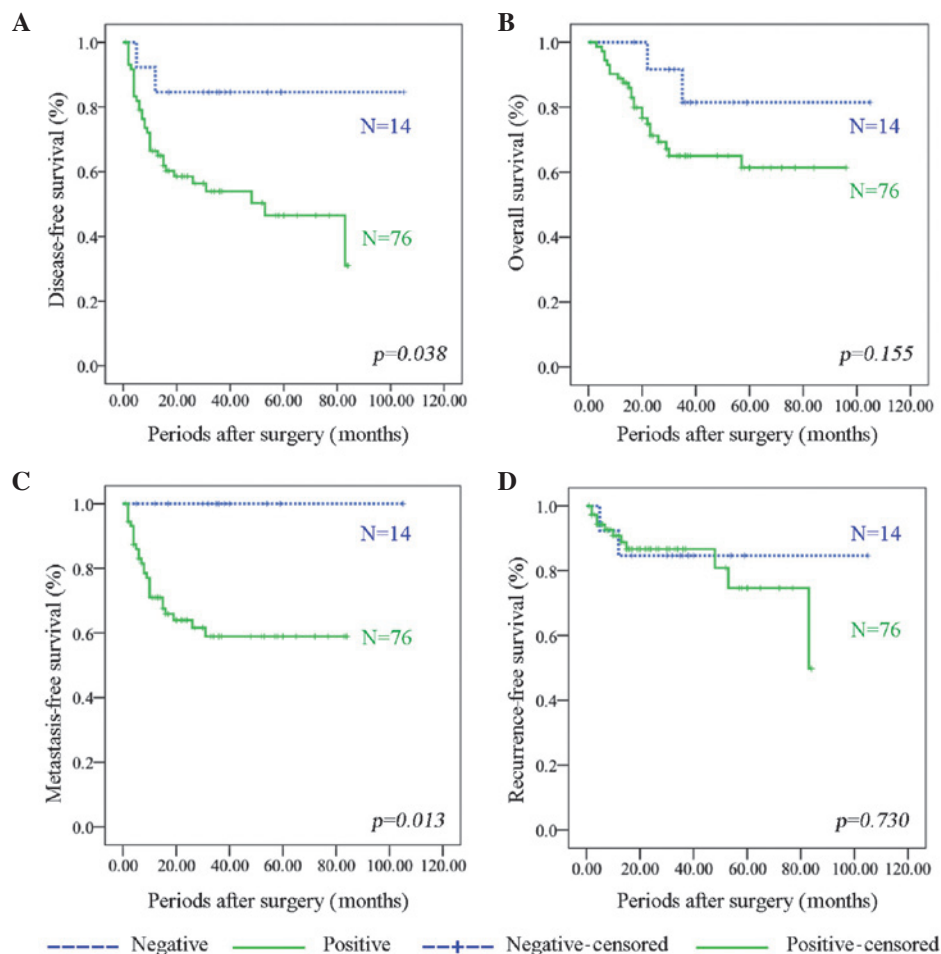 A
Disease-free survival (%)
1.0
0.8
0.6
0.4
0.2
0.0
N=14
N=76
p=0.038
0.00 20.00 40.00 60.00 80.00 100.00 120.00
Periods after surgery (months)
B
Overall survival (%)
1.0
0.8
0.6
0.4
0.2
0.0
N=14
N=76
p=0.155
0.00 20.00 40.00 60.00 80.00 100.00 120.00
Periods after surgery (months)
C
Metastasis-free survival (%)
1.0
0.8
0.6
0.4
0.2
0.0
N=14
N=76
p=0.013
0.00 20.00 40.00 60.00 80.00 100.00 120.00
Periods after surgery (months)
D
Recurrence-free survival (%)
1.0
0.8
0.6
0.4
0.2
0.0
N=14
N=76
p=0.730
0.00 20.00 40.00 60.00 80.00 100.00 120.00
Periods after surgery (months)
Negative Positive Negative-censored Positive-censored